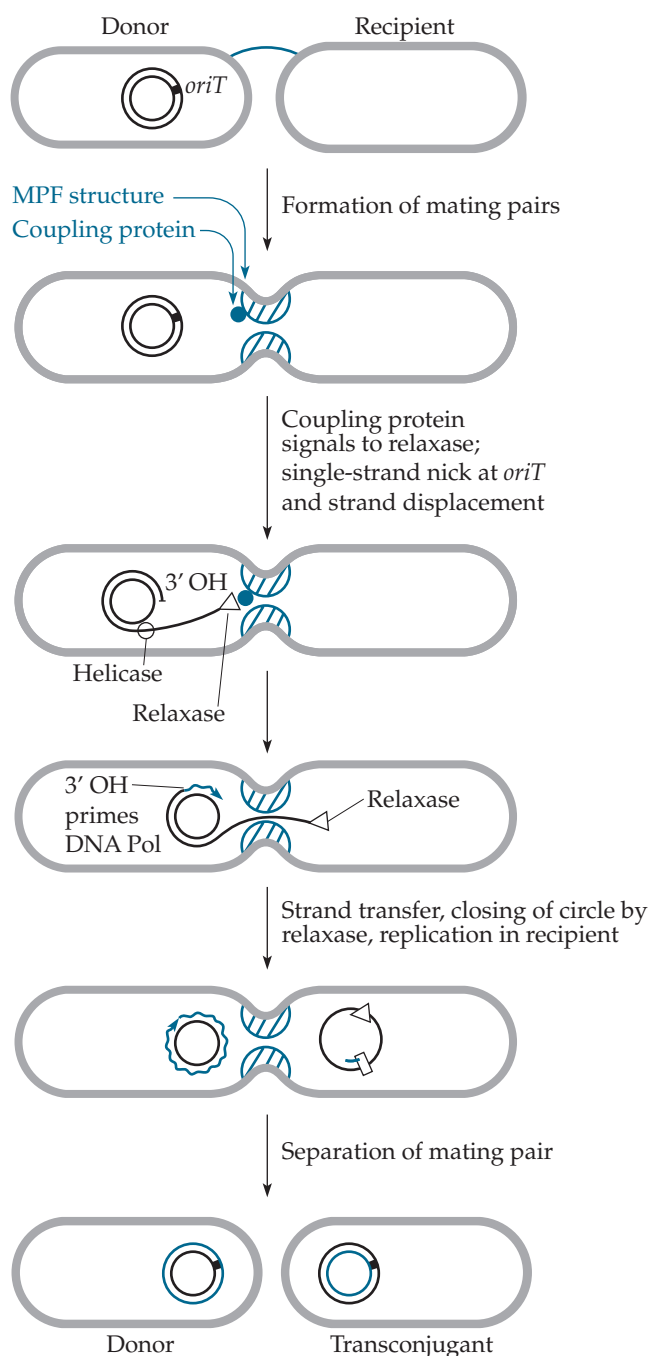 Donor
Recipient
oriT
MPF structure
Coupling protein
Formation of mating pairs
Coupling protein
signals to relaxase;
single-strand nick at oriT
and strand displacement
3′ OH
Helicase
Relaxase
3′ OH
primes
DNA Pol
Relaxase
Strand transfer, closing of circle by
relaxase, replication in recipient
Separation of mating pair
Donor
Transconjugant